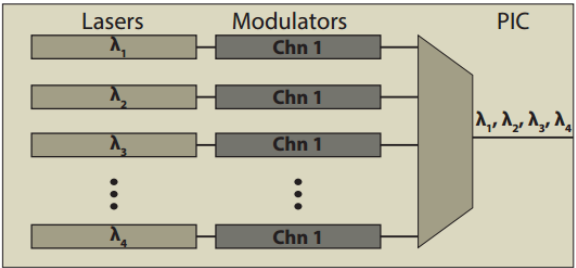 Lasers Modulators PIC
λ₁ Chn 1
λ₂ Chn 1
λ₁, λ₂, λ₃, λ₄
λ₃ Chn 1
λ₄ Chn 1